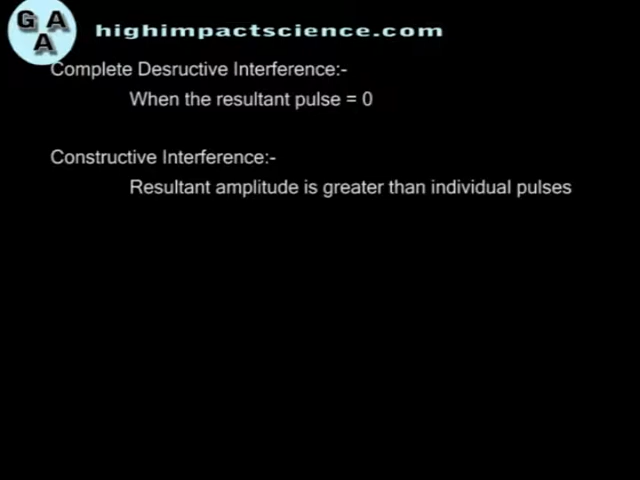 G A
A
highimpactscience.com
Complete Desructive Interference:-
When the resultant pulse = 0
Constructive Interference:-
Resultant amplitude is greater than individual pulses